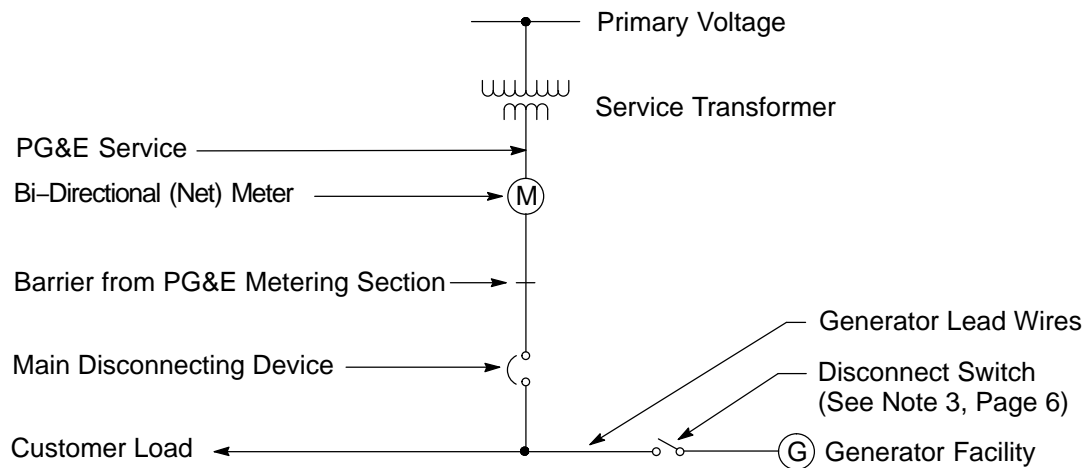 Primary Voltage
Service Transformer
PG&E Service
Bi–Directional (Net) Meter
M
Barrier from PG&E Metering Section
Generator Lead Wires
Main Disconnecting Device
Disconnect Switch
(See Note 3, Page 6)
Customer Load
G
Generator Facility